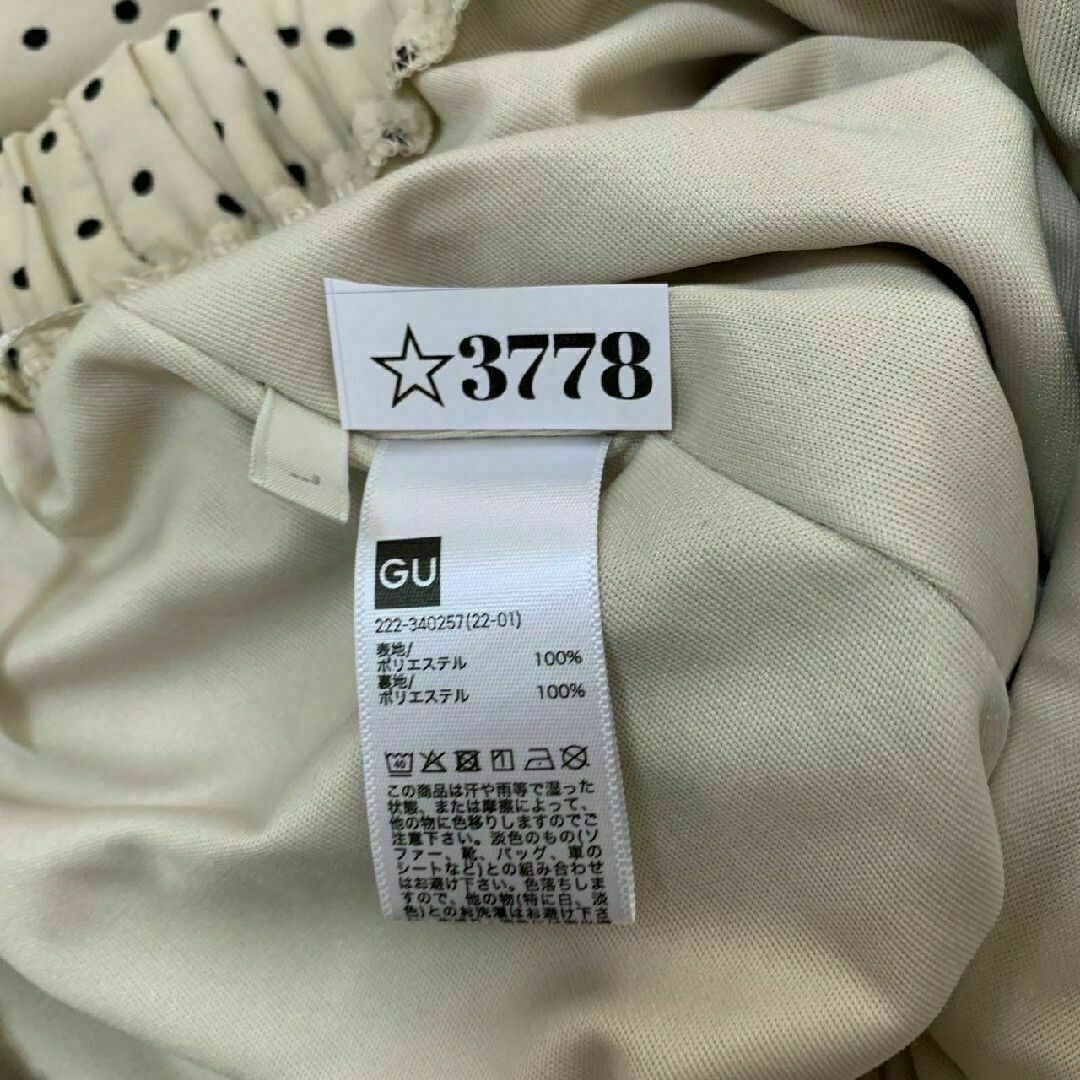 ☆3778
L
GU
222-340257(22-01)
表地/
ポリエステル 100%
裏地/
ポリエステル 100%
40
この商品は汗や雨等で湿った
状態、または摩擦によって、
他の物に色移りしますのでご
注意下さい。淡色のもの(ソ
ファー、靴、バッグ、車の
シートなど)との組み合わせ
はお避け下さい。色落ちしま
すので、他の物(特に白、淡
色)とのお洗濯はお避け下さ